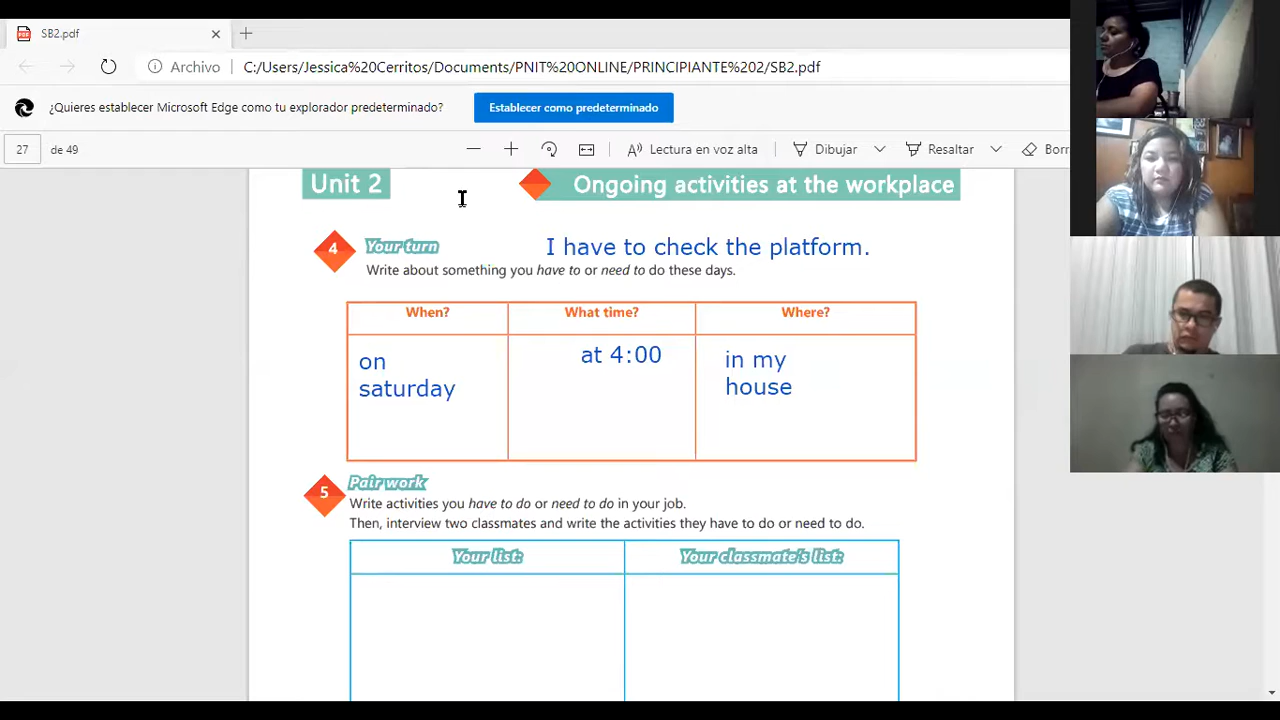 SB2.pdf
Archivo C:/Users/Jessica%20Cerritos/Documents/PNIT%20ONLINE/PRINCIPIANTE%202/SB2.pdf
¿Quieres establecer Microsoft Edge como tu explorador predeterminado? Establecer como predeterminado
27 de 49 Lectura en voz alta Dibujar Resaltar Borr
Unit 2 Ongoing activities at the workplace
4 Your turn I have to check the platform.
Write about something you have to or need to do these days.
When? What time? Where?
on at 4:00 in my
saturday house
5 Pair work
Write activities you have to do or need to do in your job.
Then, interview two classmates and write the activities they have to do or need to do.
Your list: Your classmate's list: